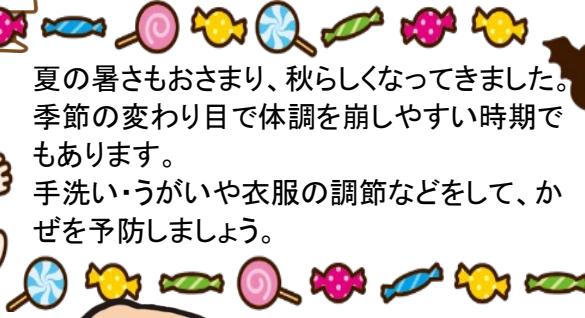 夏の暑さもおさまり、秋らしくなってきました。
季節の変わり目で体調を崩しやすい時期で
もあります。
手洗い・うがいや衣服の調節などをして、か
ぜを予防しましょう。